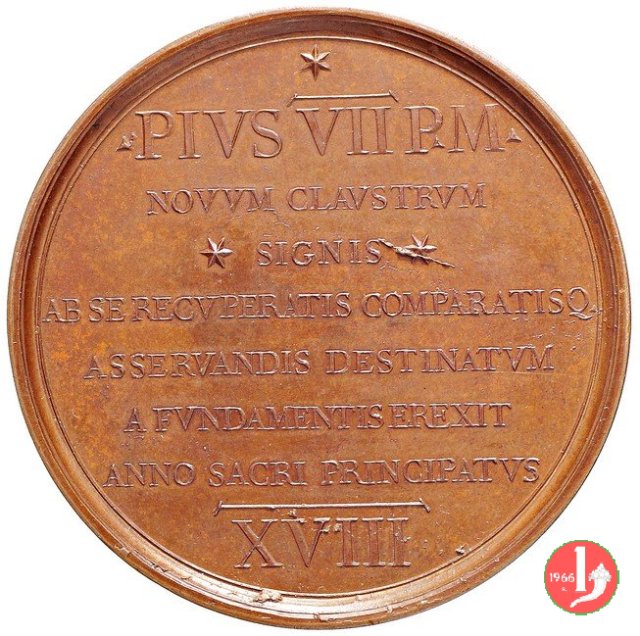 PIVS VII P.M
NOVVM CLAVSTRVM
SIGNIS
AB SE RECVPERATIS COMPARATISQ.
ASSERVANDIS DESTINATVM
A FVNDAMENTIS EREXIT
ANNO SACRI PRINCIPATVS
XVIII
1966